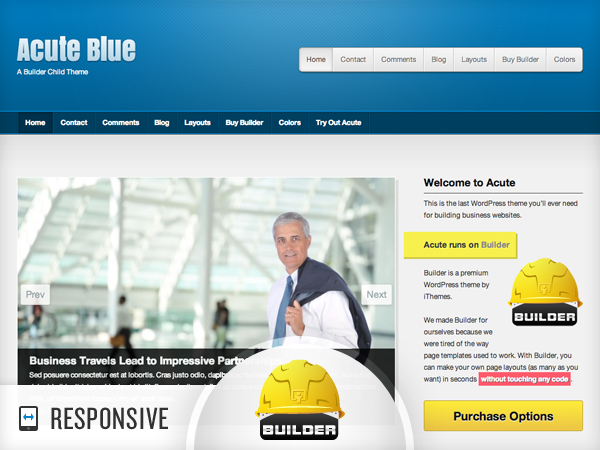 Acute Blue
A Builder Child Theme
Home
Contact
Comments
Blog
Layouts
Buy Builder
Colors
Home
Contact
Comments
Blog
Layouts
Buy Builder
Colors
Try Out Acute
Prev
Next
Business Travels Lead to Impressive Partn
Sed posuere consectetur est at lobortis. Cras justo odio,
Welcome to Acute
This is the last WordPress theme you'll ever need
for building business websites.
Acute runs on Builder
Builder is a premium
WordPress theme by
iThemes.
BUILDER
We made Builder for
ourselves because we
were tired of the way
page templates used to work. With Builder, you
can make your own page layouts (as many as you
want) in seconds without touching any code.
Purchase Options
RESPONSIVE
BUILDER